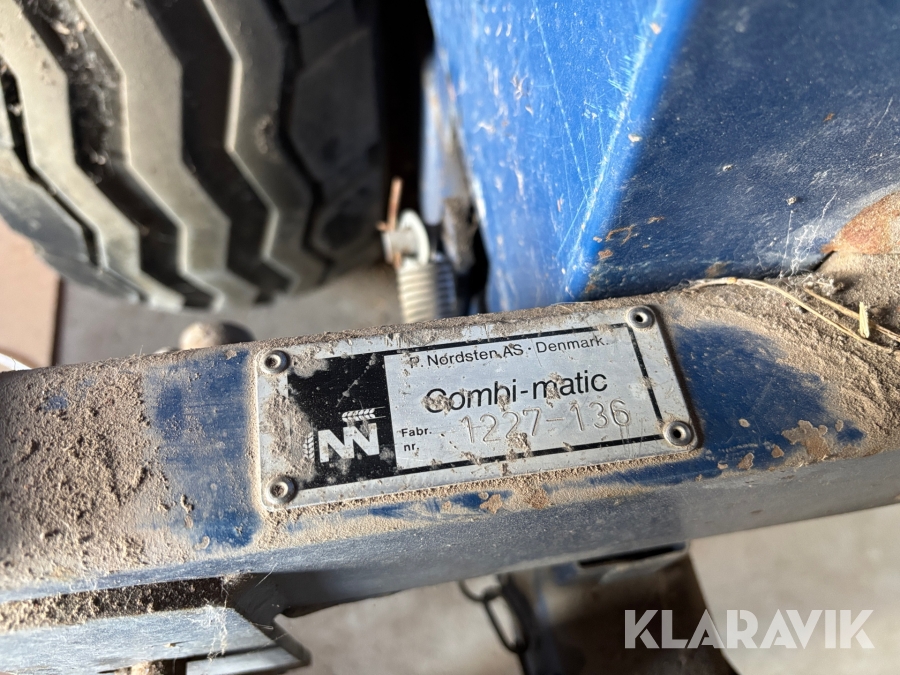 P. Nordsten AS · Denmark.
Combi-matic
Fabr. nr. 1227-136
NN
KLARAVIK